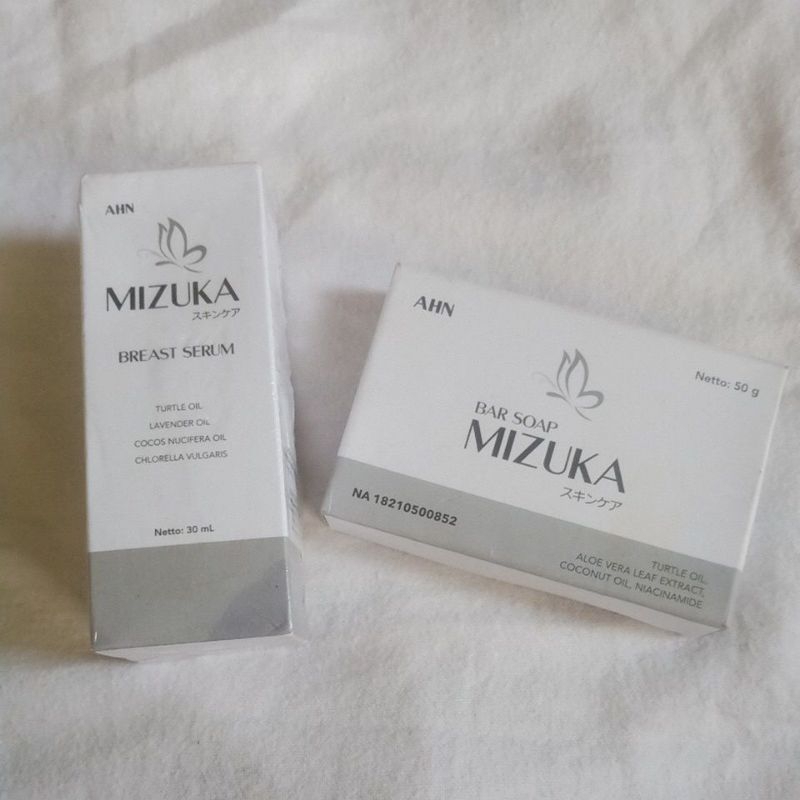 AHN
MIZUKA
スキンケア
BREAST SERUM
TURTLE OIL
LAVENDER OIL
COCOS NUCIFERA OIL
CHLORELLA VULGARIS
Netto: 30 mL
AHN
Netto: 50 g
BAR SOAP
MIZUKA
スキンケア
NA 18210500852
TURTLE OIL,
ALOE VERA LEAF EXTRACT,
COCONUT OIL, NIACINAMIDE